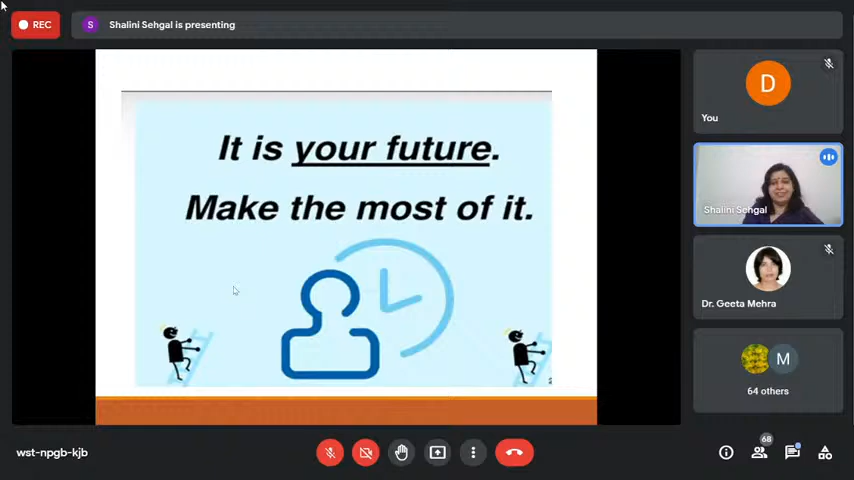 REC
S
Shalini Sehgal is presenting
It is your future.
Make the most of it.
D
You
Shalini Sehgal
Dr. Geeta Mehra
M
64 others
wst-npgb-kjb
68